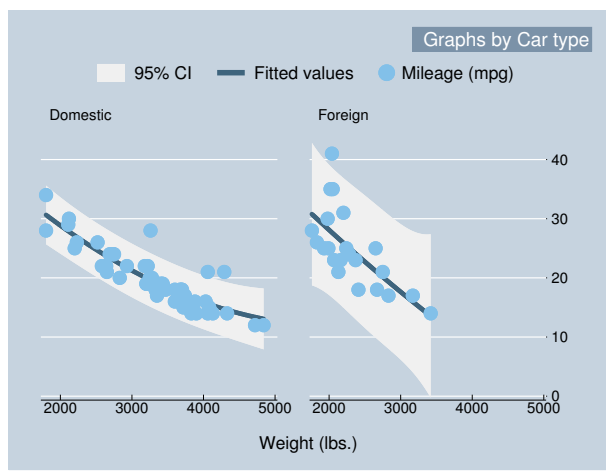 Graphs by Car type
95% CI Fitted values Mileage (mpg)
Domestic Foreign
40
30
20
10
0
2000 3000 4000 5000 2000 3000 4000 5000
Weight (lbs.)